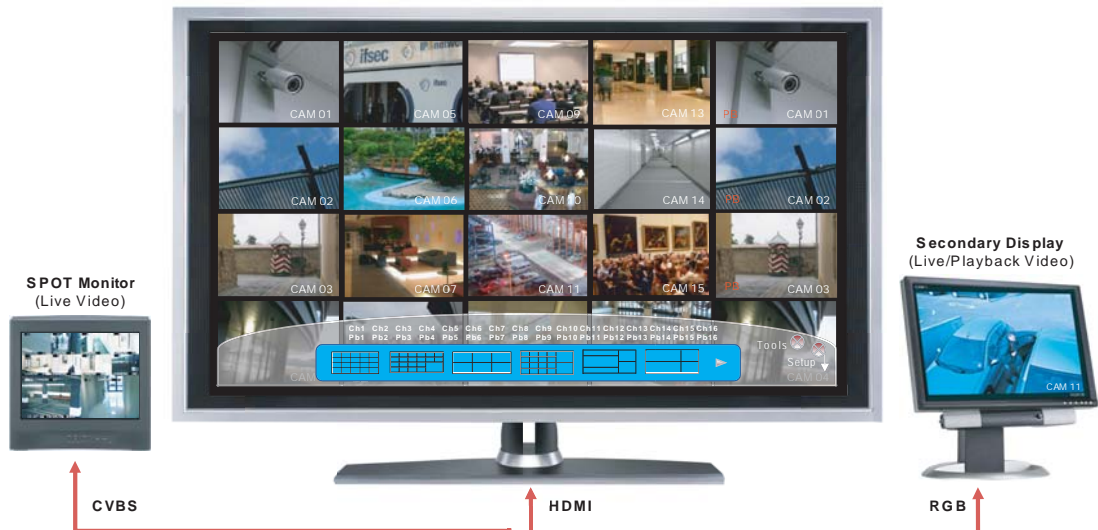 ifsec
CAM 01
CAM 05
CAM 09
CAM 13
CAM 01
CAM 02
CAM 06
CAM 10
CAM 14
CAM 02
CAM 03
CAM 07
CAM 11
CAM 15
CAM 03
Ch1 Ch2 Ch3 Ch4 Ch5 Ch6 Ch7 Ch8 Ch9 Ch10 Ch11 Ch12 Ch13 Ch14 Ch15 Ch16
Pb1 Pb2 Pb3 Pb4 Pb5 Pb6 Pb7 Pb8 Pb9 Pb10 Pb11 Pb12 Pb13 Pb14 Pb15 Pb16
Tools
Setup
CAM 04
SPOT Monitor
(Live Video)
Secondary Display
(Live/Playback Video)
CAM 11
CVBS
HDMI
RGB